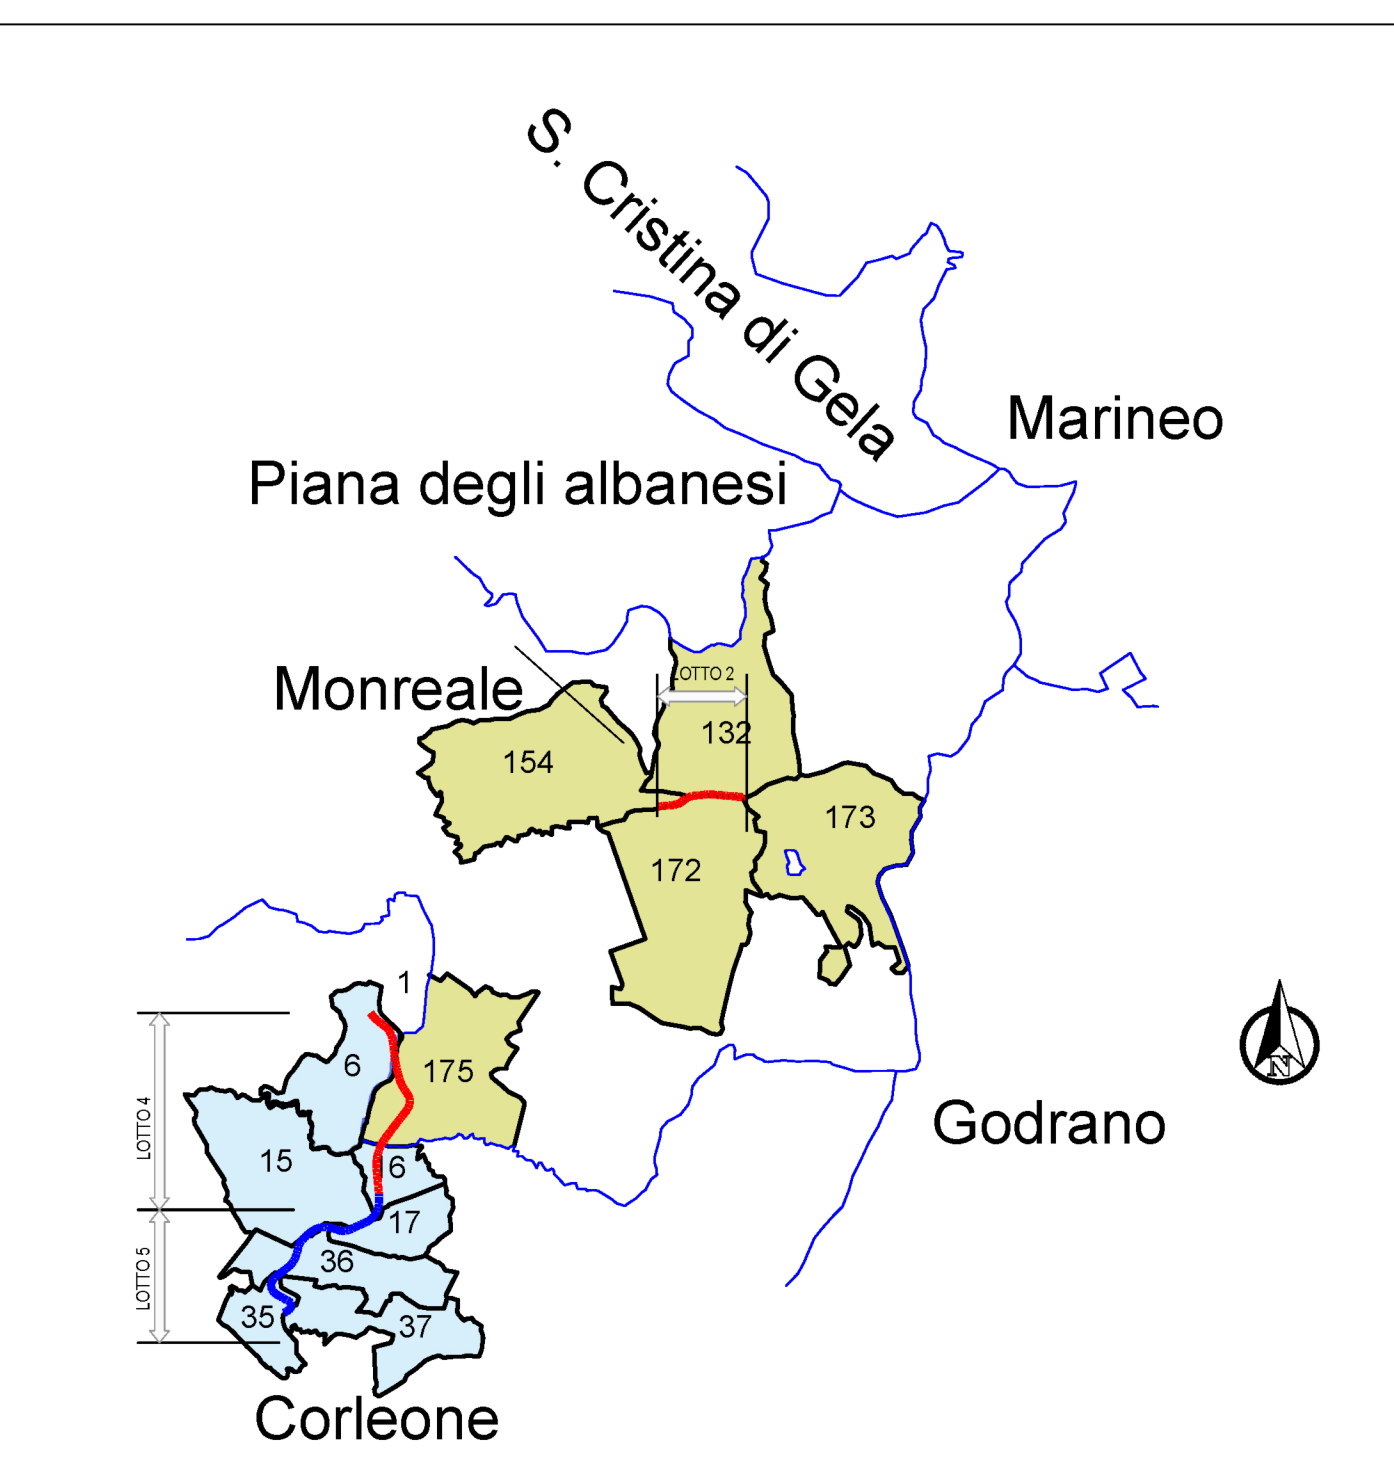 S. Cristina di Gela
Marineo
Piana degli albanesi
Monreale
LOTTO 2
132
154
173
172
1
6
175
LOTTO 4
15
6
17
36
LOTTO 5
35
37
N
Godrano
Corleone